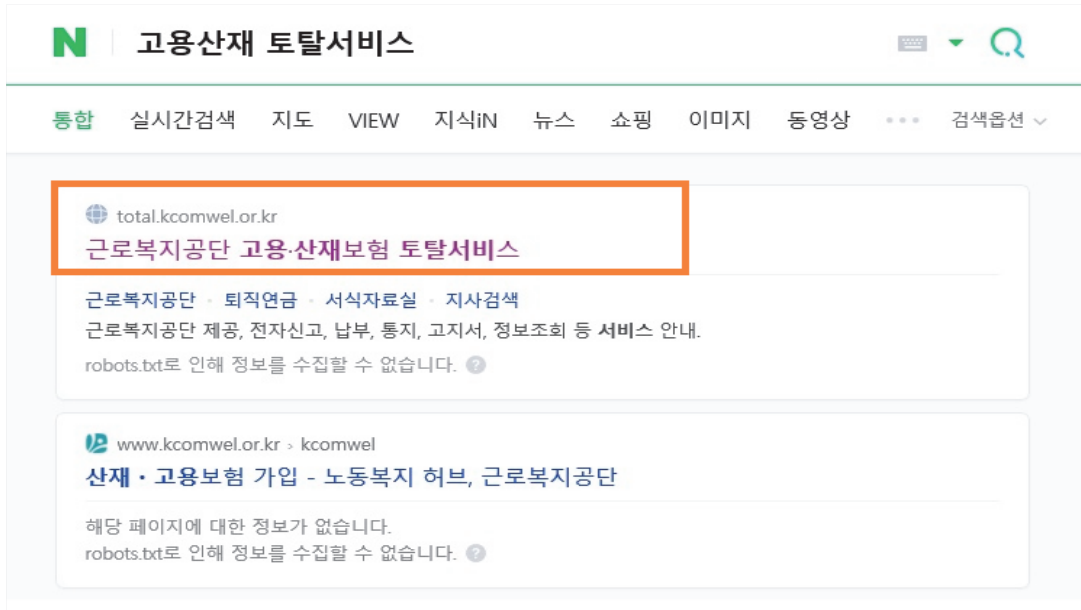 N 고용산재 토탈서비스
통합 실시간검색 지도 VIEW 지식iN 뉴스 쇼핑 이미지 동영상 ••• 검색옵션
total.kcomwel.or.kr
근로복지공단 고용·산재보험 토탈서비스
근로복지공단 · 퇴직연금 · 서식자료실 · 지사검색
근로복지공단 제공, 전자신고, 납부, 통지, 고지서, 정보조회 등 서비스 안내.
robots.txt로 인해 정보를 수집할 수 없습니다. ?
www.kcomwel.or.kr › kcomwel
산재・고용보험 가입 - 노동복지 허브, 근로복지공단
해당 페이지에 대한 정보가 없습니다.
robots.txt로 인해 정보를 수집할 수 없습니다. ?